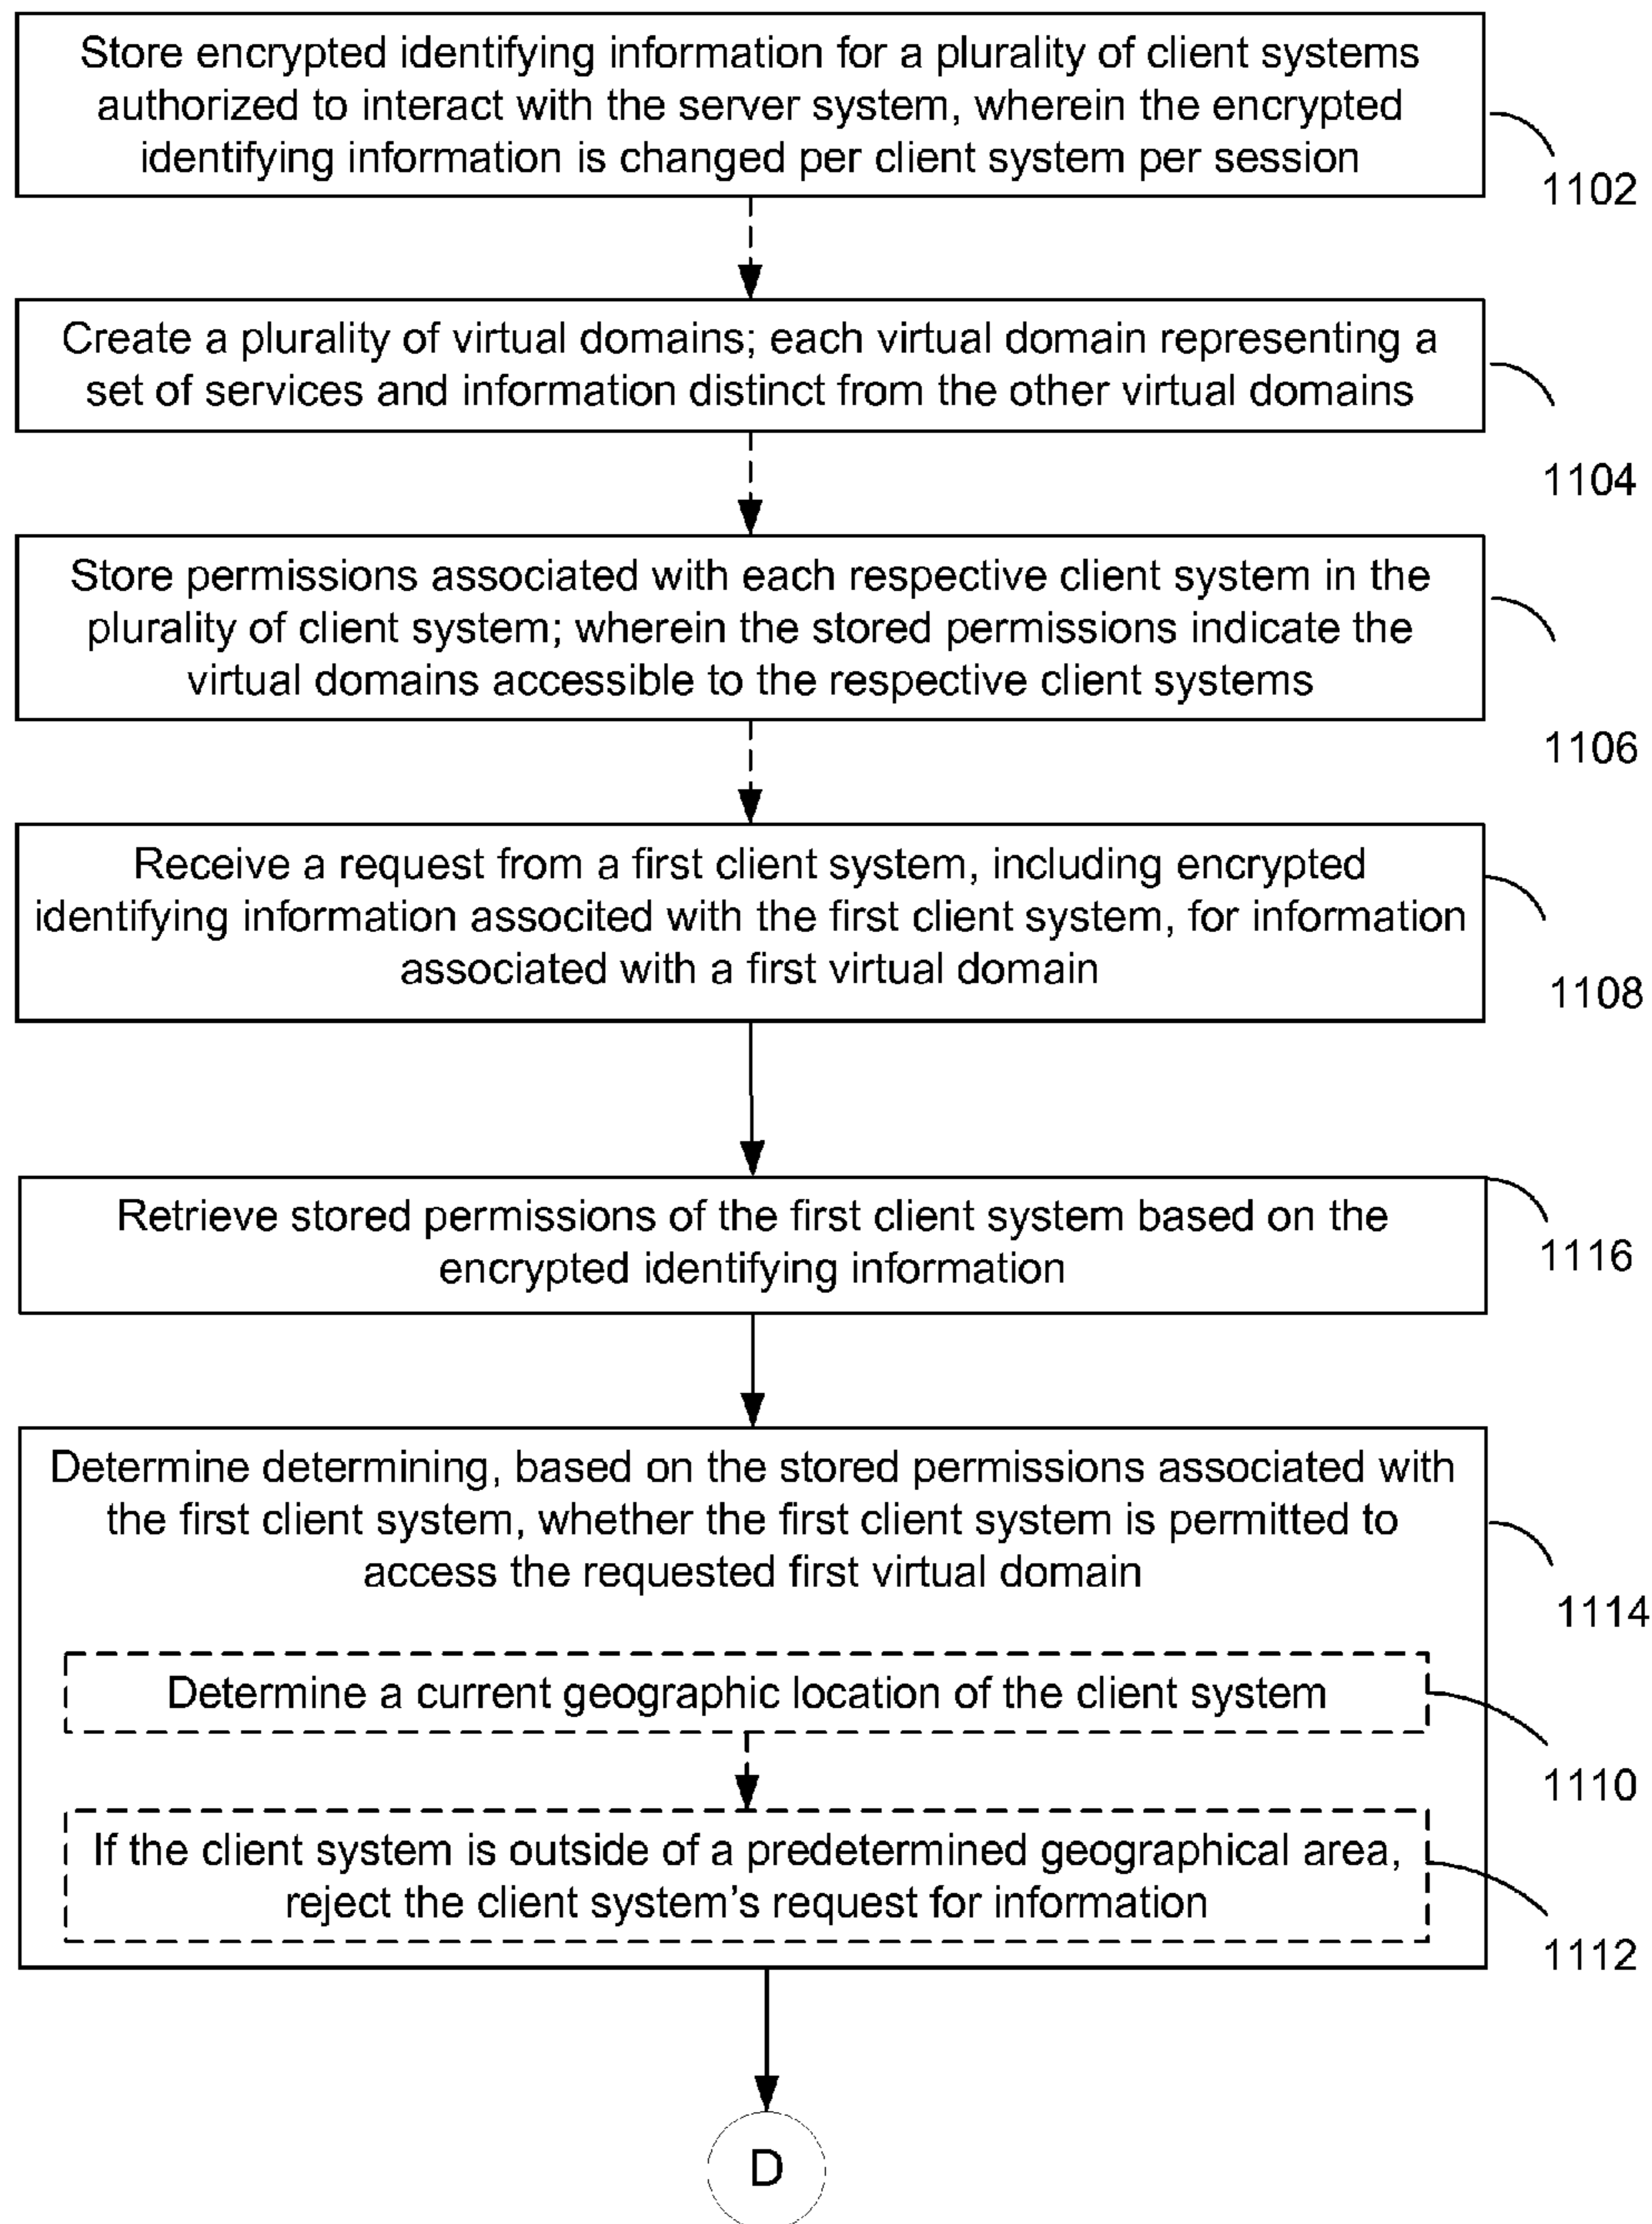 Store encrypted identifying information for a plurality of client systems
authorized to interact with the server system, wherein the encrypted
identifying information is changed per client system per session
1102
Create a plurality of virtual domains; each virtual domain representing a
set of services and information distinct from the other virtual domains
1104
Store permissions associated with each respective client system in the
plurality of client system; wherein the stored permissions indicate the
virtual domains accessible to the respective client systems
1106
Receive a request from a first client system, including encrypted
identifying information associted with the first client system, for information
associated with a first virtual domain
1108
Retrieve stored permissions of the first client system based on the
encrypted identifying information
1116
Determine determining, based on the stored permissions associated with
the first client system, whether the first client system is permitted to
access the requested first virtual domain
1114
Determine a current geographic location of the client system
1110
If the client system is outside of a predetermined geographical area,
reject the client system's request for information
1112
D